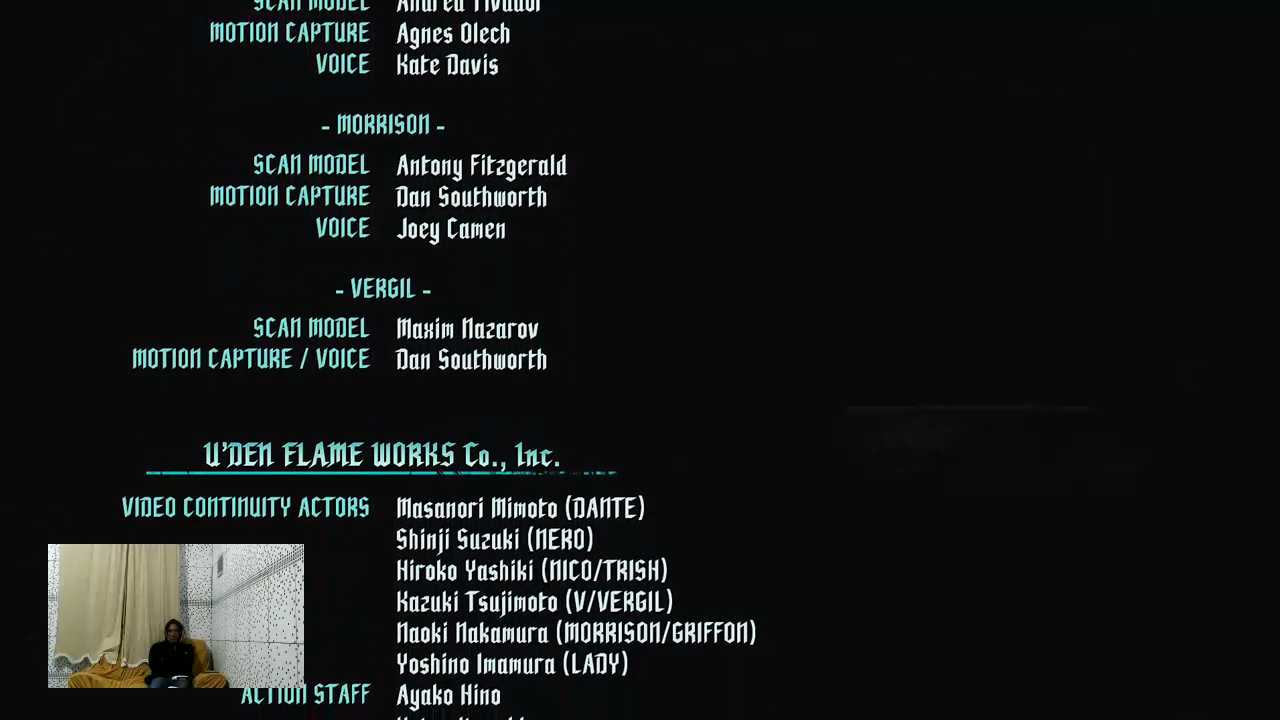 MOTION CAPTURE Agnes Olech
VOICE Kate Davis
- MORRISON -
SCAN MODEL Antony Fitzgerald
MOTION CAPTURE Dan Southworth
VOICE Joey Camen
- VERGIL -
SCAN MODEL Maxim Nazarov
MOTION CAPTURE / VOICE Dan Southworth
U'DEN FLAME WORKS Co., Inc.
VIDEO CONTINUITY ACTORS Masanori Mimoto (DANTE)
Shinji Suzuki (NERO)
Hiroko Yashiki (NICO/TRISH)
Kazuki Tsujimoto (V/VERGIL)
Naoki Nakamura (MORRISON/GRIFFON)
Yoshino Imamura (LADY)
ACTION STAFF Ayako Hino